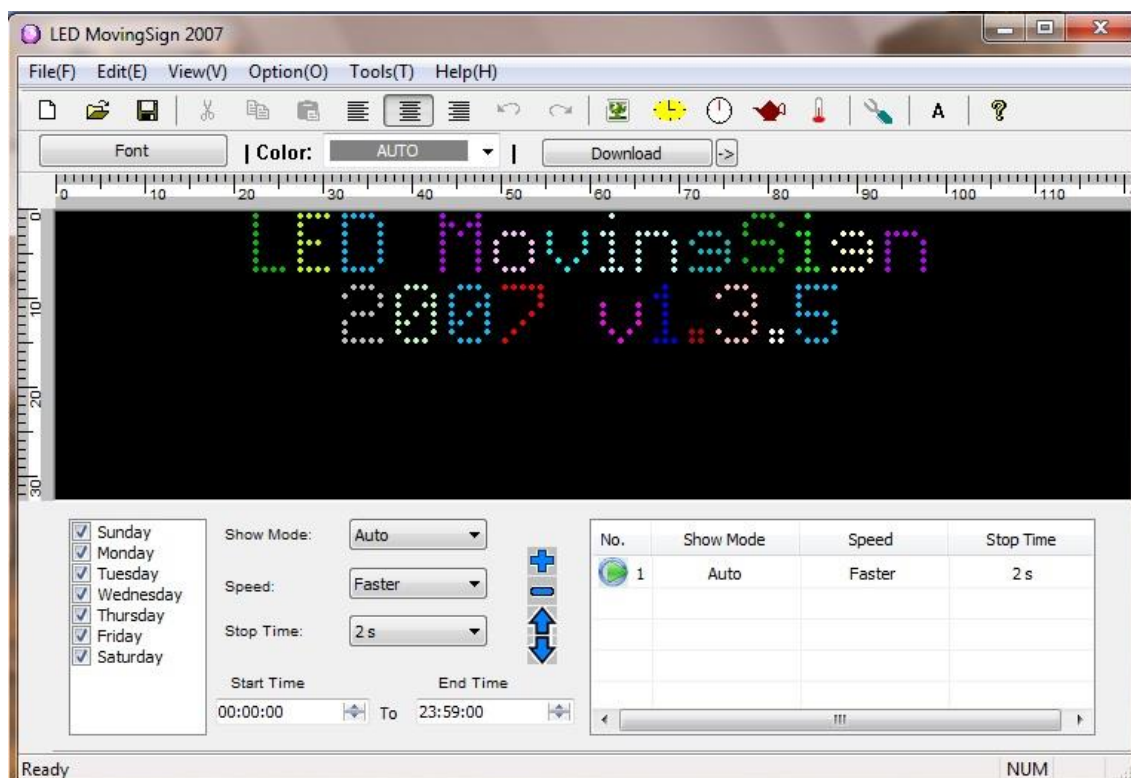 LED MovingSign 2007
File(F) Edit(E) View(V) Option(O) Tools(T) Help(H)
A ?
Font | Color: AUTO | Download ->
0 10 20 30 40 50 60 70 80 90 100 110
0
10
20
30
LED MovingSign
2007 v1.3.5
Sunday
Monday
Tuesday
Wednesday
Thursday
Friday
Saturday
Show Mode: Auto
Speed: Faster
Stop Time: 2 s
Start Time End Time
00:00:00 To 23:59:00
No. Show Mode Speed Stop Time
1 Auto Faster 2 s
Ready NUM